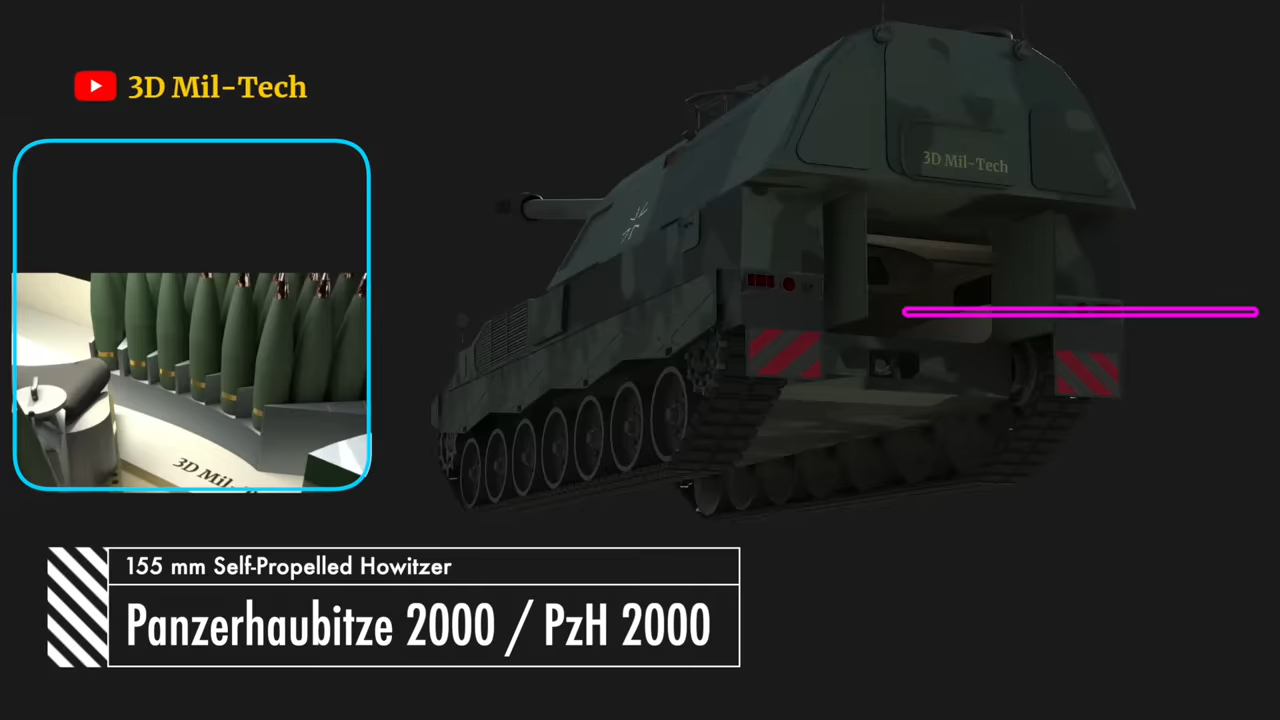 3D Mil-Tech
3D Mil-Tech
3D Mil-
155 mm Self-Propelled Howitzer
Panzerhaubitze 2000 / PzH 2000